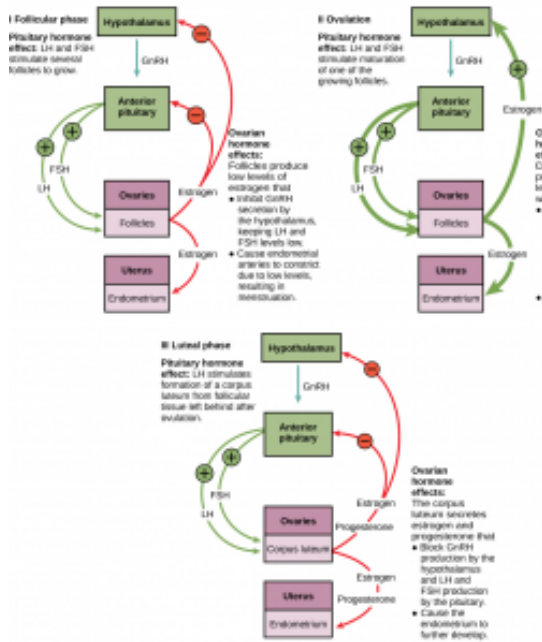 I Follicular phase
Pituitary hormone
effect: LH and FSH
stimulate several
follicles to grow.
Hypothalamus
GnRH
Anterior
pituitary
LH
FSH
Estrogen
Ovaries
Follicles
Estrogen
Uterus
Endometrium
Ovarian
hormone
effects:
Follicles produce
low levels of
estrogen that
● Inhibit GnRH
secretion by
the hypothalamus,
keeping LH and
FSH levels low.
● Cause endometrial
arteries to constrict
due to low levels,
resulting in
menstruation.
II Ovulation
Pituitary hormone
effect: LH and FSH
stimulate maturation
of one of the
growing follicles.
Hypothalamus
GnRH
Anterior
pituitary
Estrogen
LH
FSH
Ovaries
Follicles
Estrogen
Uterus
Endometrium
III Luteal phase
Pituitary hormone
effect: LH stimulates
formation of a corpus
luteum from follicular
tissue left behind after
ovulation.
Hypothalamus
GnRH
Anterior
pituitary
FSH
LH
Estrogen
Progesterone
Ovaries
Corpus luteum
Estrogen
Progesterone
Uterus
Endometrium
Ovarian
hormone
effects:
The corpus
luteum secretes
estrogen and
progesterone that
● Block GnRH
production by the
hypothalamus
and LH and
FSH production
by the pituitary.
● Cause the
endometrium to
further develop.